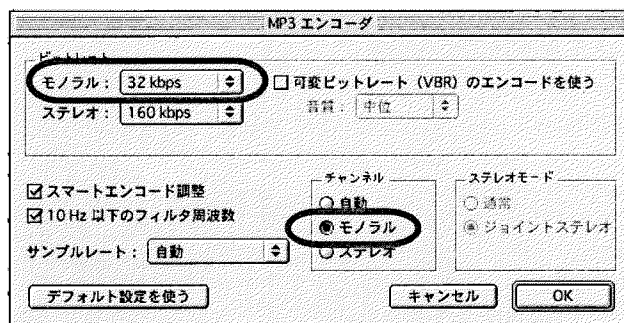 MP3 エンコーダ
ビットレート
モノラル： 32 kbps
可変ビットレート（VBR）のエンコードを使う
ステレオ： 160 kbps
音質： 中位
スマートエンコード調整
10 Hz 以下のフィルタ周波数
サンプルレート： 自動
チャンネル
自動
モノラル
ステレオ
ステレオモード
通常
ジョイントステレオ
デフォルト設定を使う
キャンセル
OK